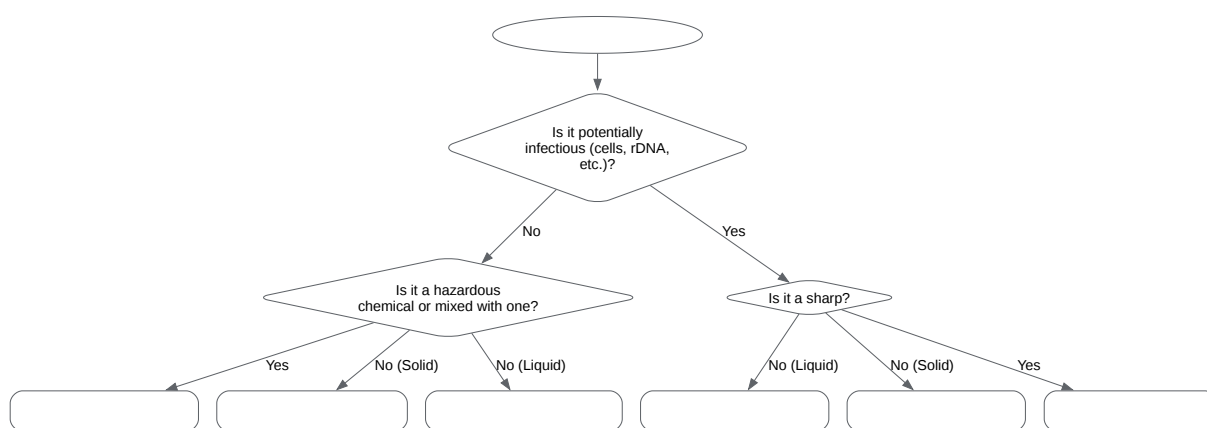 Is it potentially
infectious (cells, rDNA,
etc.)?
No
Yes
Is it a hazardous
chemical or mixed with one?
Is it a sharp?
Yes
No (Solid)
No (Liquid)
No (Liquid)
No (Solid)
Yes